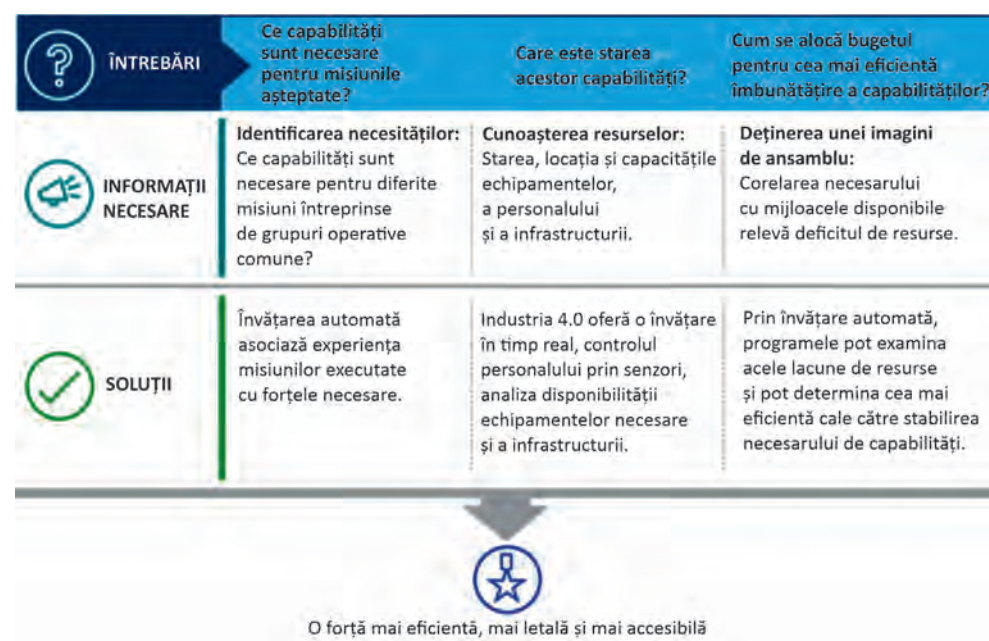 ÎNTREBĂRI
Ce capabilități
sunt necesare
pentru misiunile
așteptate?
Care este starea
acestor capabilități?
Cum se alocă bugetul
pentru cea mai eficientă
îmbunătățire a capabilităților?
INFORMAȚII
NECESARE
Identificarea necesităților:
Ce capabilități sunt
necesare pentru diferite
misiuni întreprinse
de grupuri operative
comune?
Cunoașterea resurselor:
Starea, locația și capacitățile
echipamentelor,
a personalului
și a infrastructurii.
Deținerea unei imagini
de ansamblu:
Corelarea necesarului
cu mijloacele disponibile
relevă deficitul de resurse.
SOLUȚII
Învățarea automată
asociază experiența
misiunilor executate
cu forțele necesare.
Industria 4.0 oferă o învățare
în timp real, controlul
personalului prin senzori,
analiza disponibilității
echipamentelor necesare
și a infrastructurii.
Prin învățare automată,
programele pot examina
acele lacune de resurse
și pot determina cea mai
eficientă cale către stabilirea
necesarului de capabilități.
O forță mai eficientă, mai letală și mai accesibilă